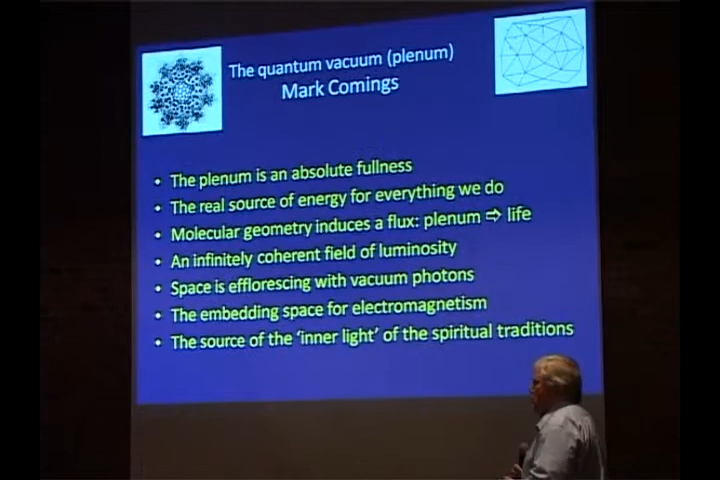 The quantum vacuum (plenum)
Mark Comings
• The plenum is an absolute fullness
• The real source of energy for everything we do
• Molecular geometry induces a flux: plenum ⇨ life
• An infinitely coherent field of luminosity
• Space is efflorescing with vacuum photons
• The embedding space for electromagnetism
• The source of the 'inner light' of the spiritual traditions